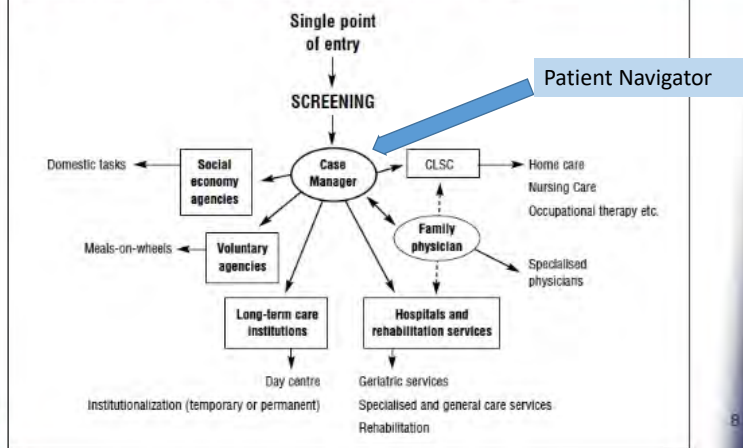 Single point
of entry
Patient Navigator
SCREENING
Domestic tasks
Social
economy
agencies
Case
Manager
CLSC
Home care
Nursing Care
Occupational therapy etc.
Meals-on-wheels
Voluntary
agencies
Family
physician
Specialised
physicians
Long-term care
institutions
Hospitals and
rehabilitation services
Day centre
Institutionalization (temporary or permanent)
Geriatric services
Specialised and general care services
Rehabilitation
8